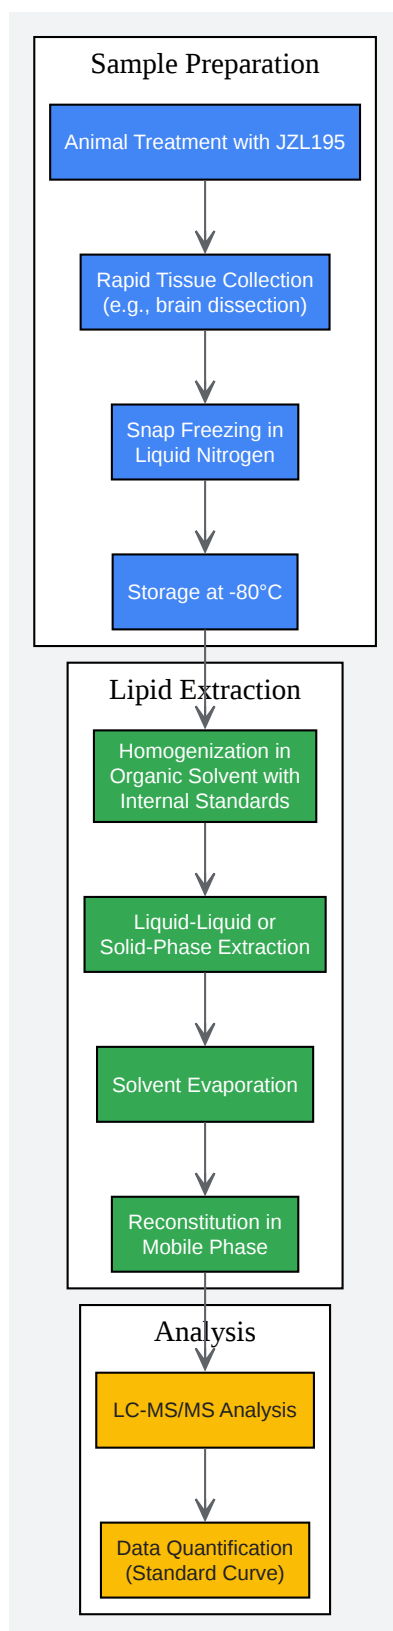 Sample Preparation
Animal Treatment with JZL195
Rapid Tissue Collection
(e.g., brain dissection)
Snap Freezing in
Liquid Nitrogen
Storage at -80°C
Lipid Extraction
Homogenization in
Organic Solvent with
Internal Standards
Liquid-Liquid or
Solid-Phase Extraction
Solvent Evaporation
Reconstitution in
Mobile Phase
Analysis
LC-MS/MS Analysis
Data Quantification
(Standard Curve)